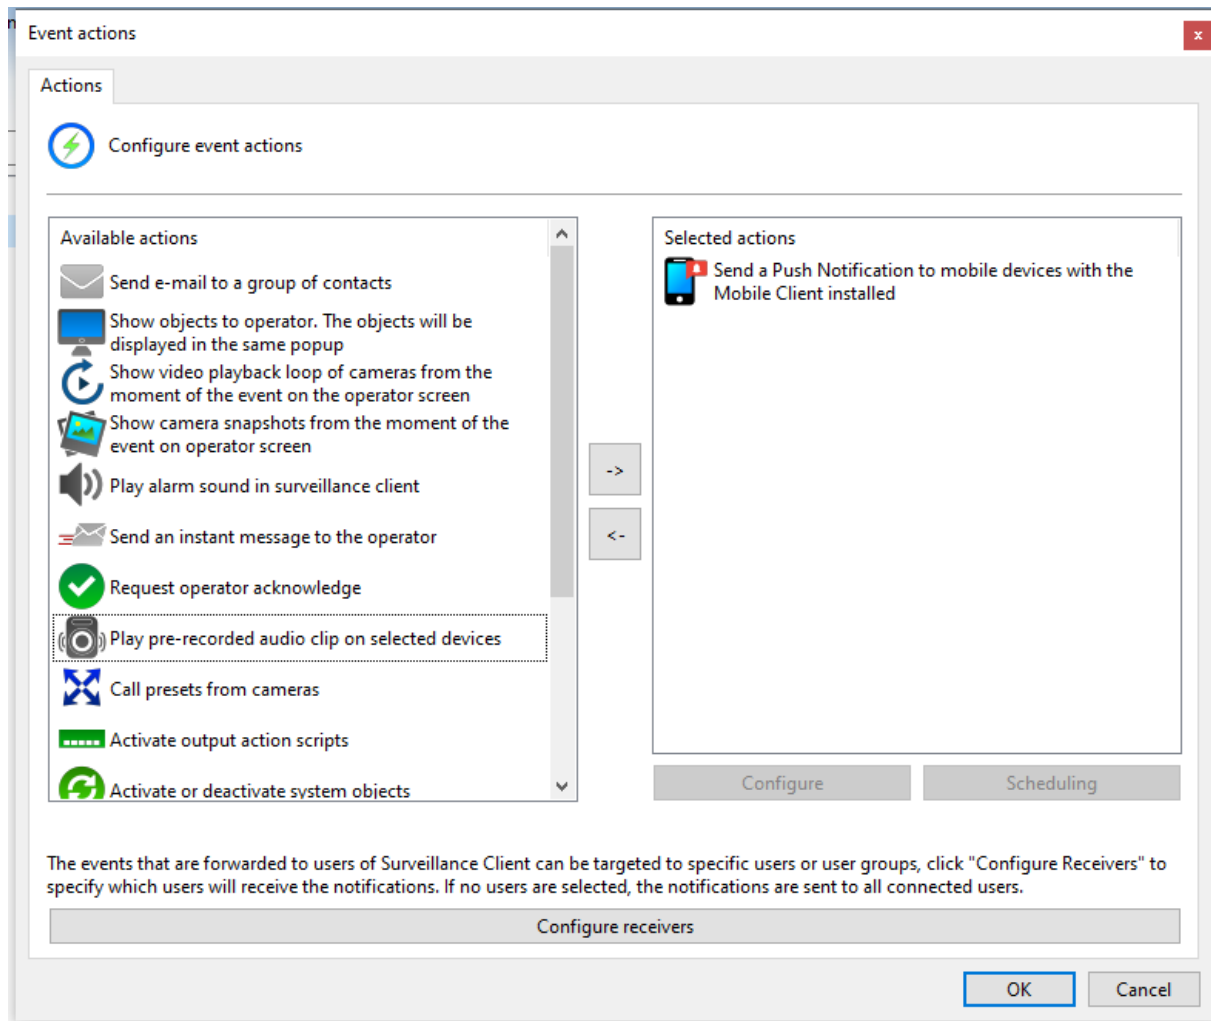 Event actions
x
Actions
Configure event actions
Available actions
Send e-mail to a group of contacts
Show objects to operator. The objects will be
displayed in the same popup
Show video playback loop of cameras from the
moment of the event on the operator screen
Show camera snapshots from the moment of the
event on operator screen
Play alarm sound in surveillance client
Send an instant message to the operator
Request operator acknowledge
Play pre-recorded audio clip on selected devices
Call presets from cameras
Activate output action scripts
Activate or deactivate system objects
->
<-
Selected actions
Send a Push Notification to mobile devices with the
Mobile Client installed
Configure
Scheduling
The events that are forwarded to users of Surveillance Client can be targeted to specific users or user groups, click "Configure Receivers" to
specify which users will receive the notifications. If no users are selected, the notifications are sent to all connected users.
Configure receivers
OK
Cancel